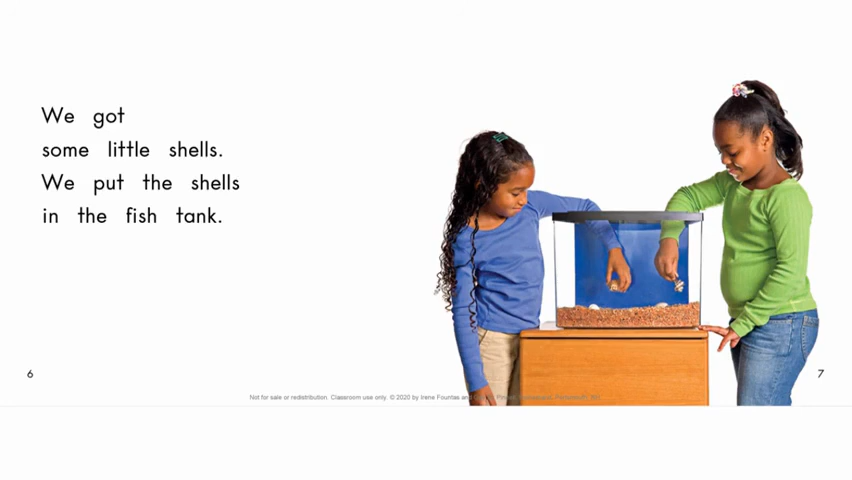 We got
some little shells.
We put the shells
in the fish tank.
6
7
Not for sale or redistribution. Classroom use only. © 2020 by Irene Fountas and